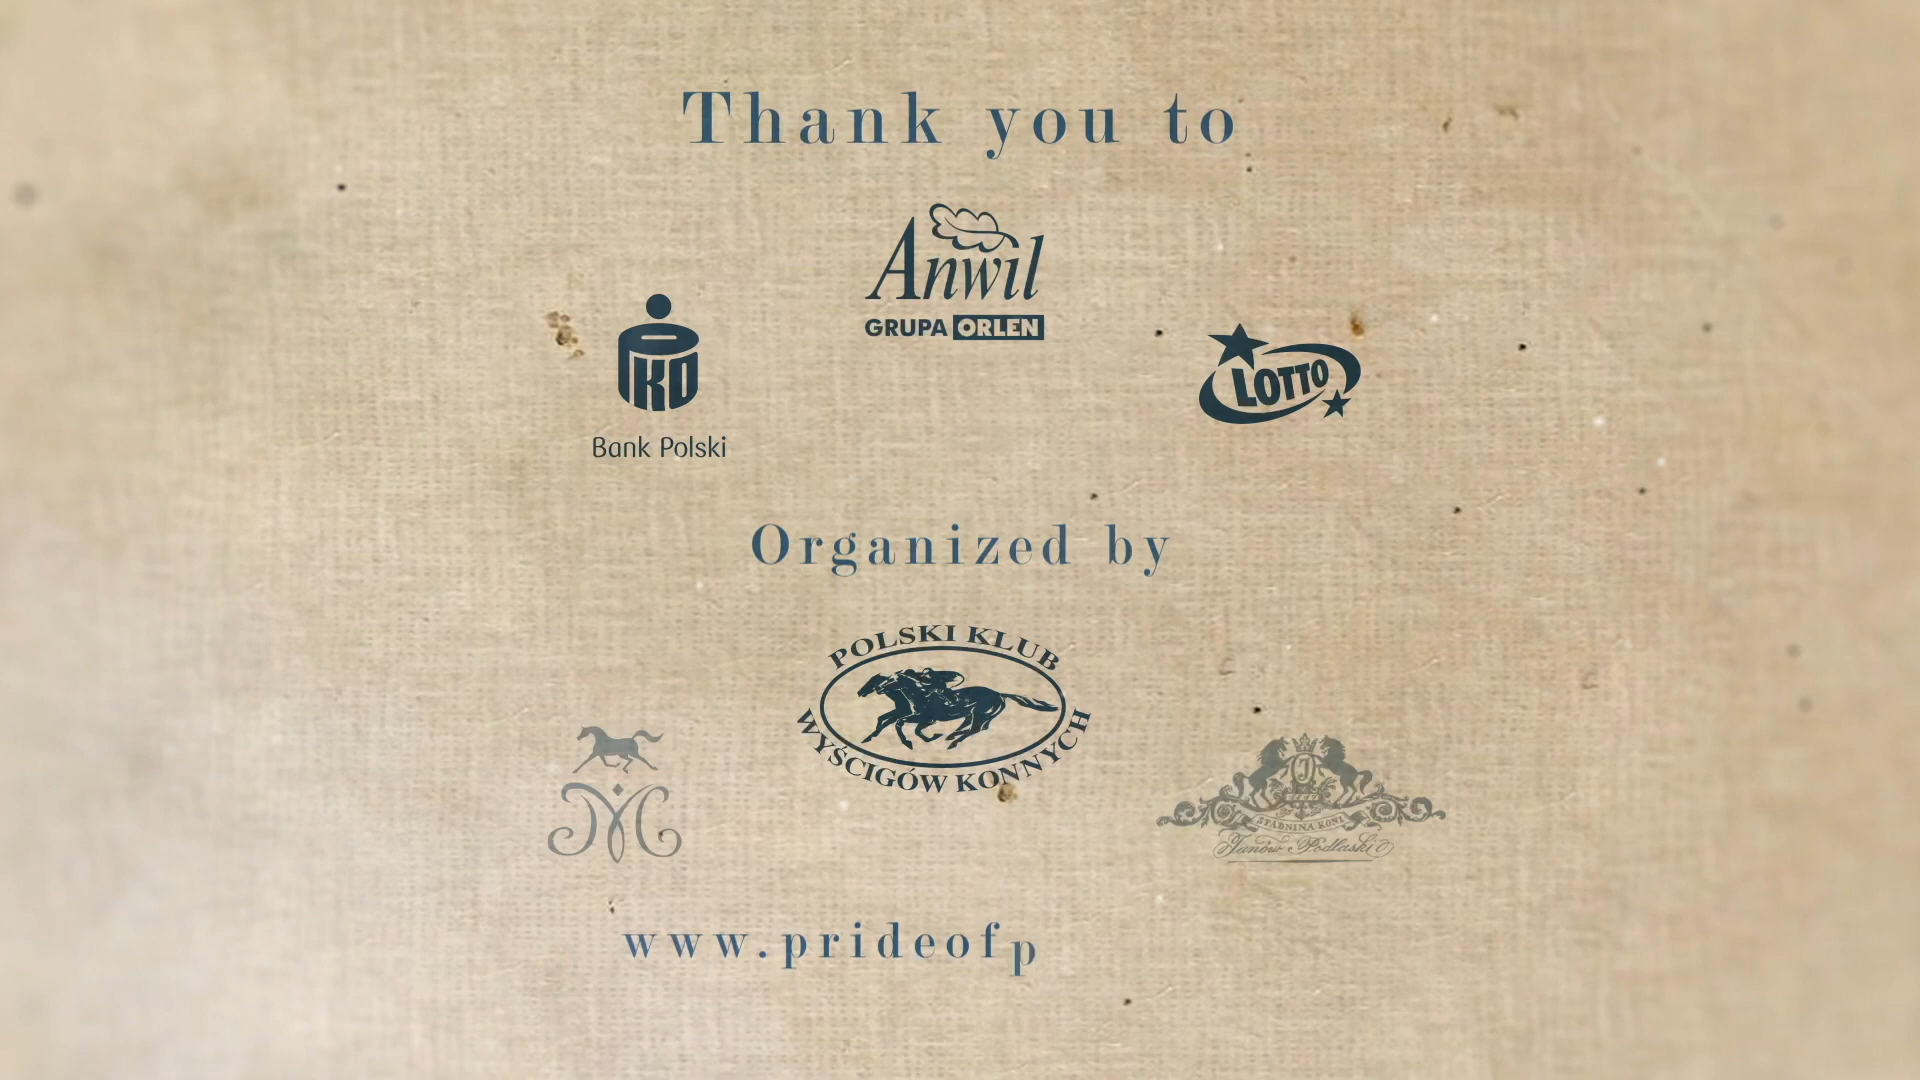 Thank you to
Anwil
GRUPA ORLEN
PKO
Bank Polski
LOTTO
Organized by
POLSKI KLUB
WYŚCIGÓW KONNYCH
STADNINA KONI
Janów Podlaski
www.prideofp